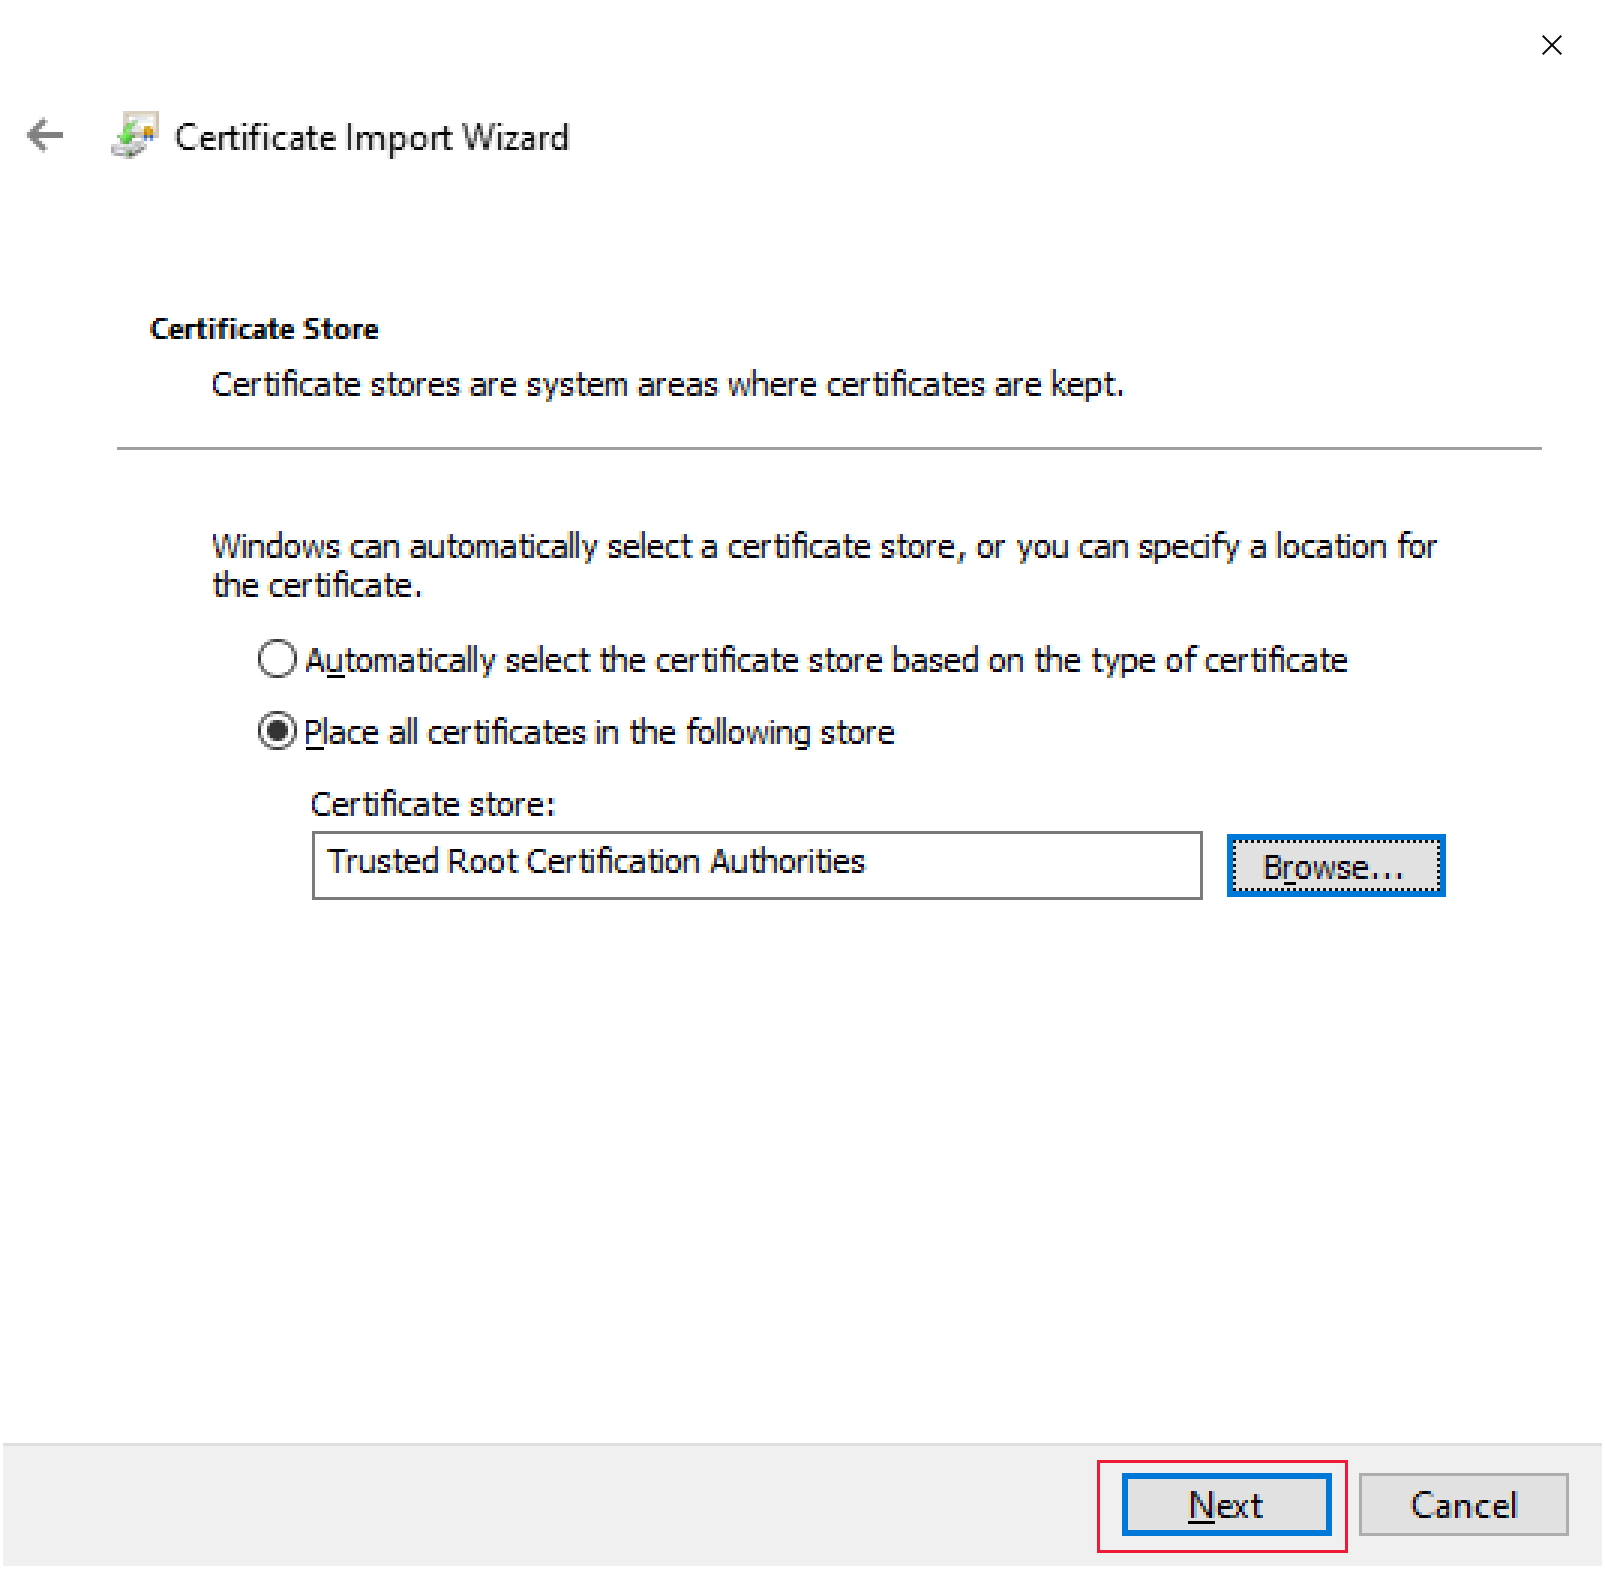 Certificate Import Wizard
Certificate Store
Certificate stores are system areas where certificates are kept.
Windows can automatically select a certificate store, or you can specify a location for
the certificate.
Automatically select the certificate store based on the type of certificate
Place all certificates in the following store
Certificate store:
Trusted Root Certification Authorities
Browse...
Next
Cancel